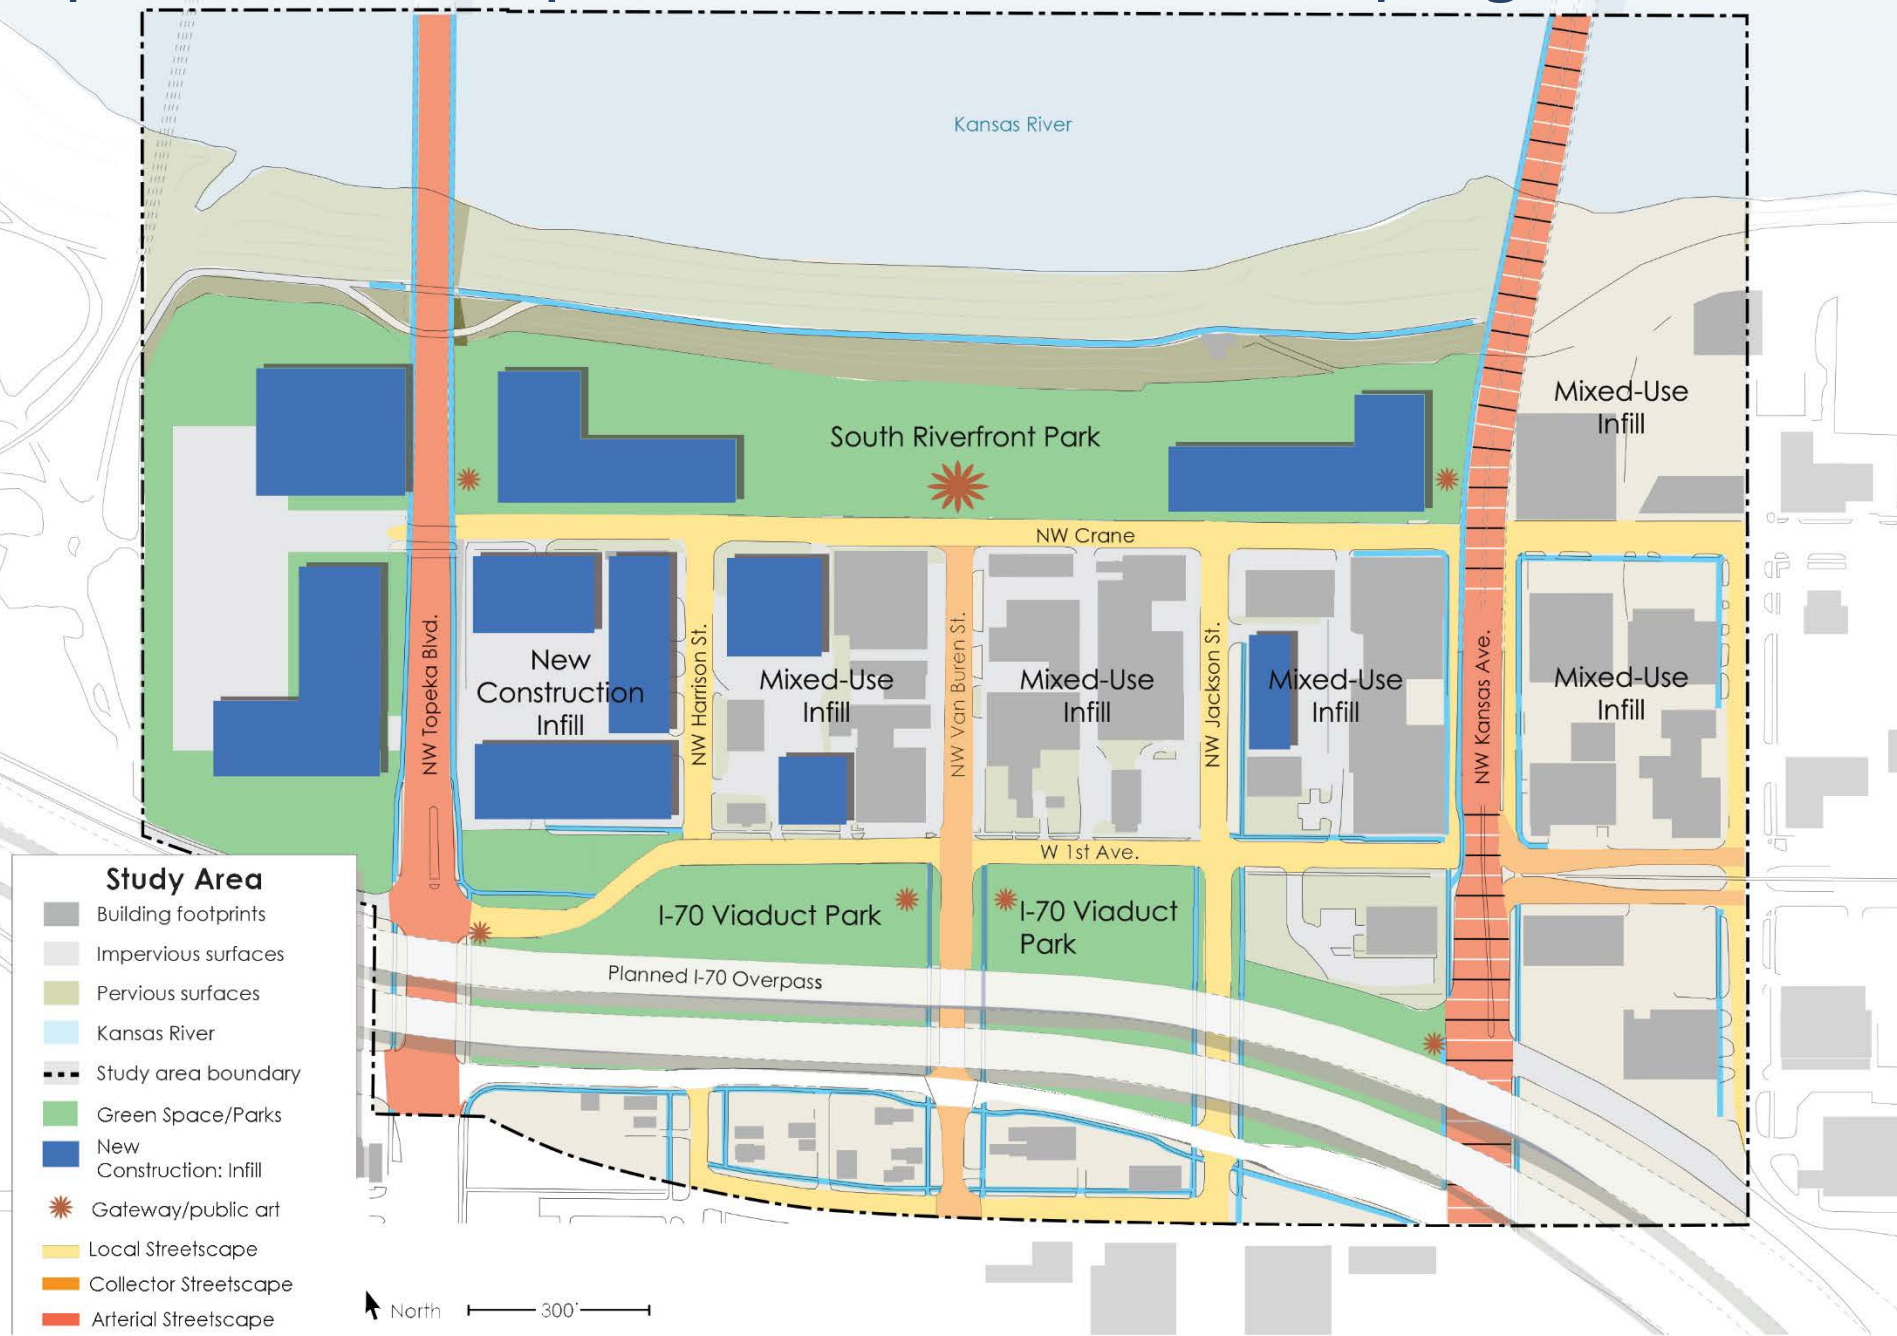 Kansas River
Mixed-Use
Infill
South Riverfront Park
NW Crane
NW Topeka Blvd.
New
Construction
Infill
NW Harrison St.
Mixed-Use
Infill
NW Van Buren St.
Mixed-Use
Infill
NW Jackson St.
Mixed-Use
Infill
NW Kansas Ave.
Mixed-Use
Infill
W 1st Ave.
I-70 Viaduct Park
I-70 Viaduct
Park
Planned I-70 Overpass
Study Area
Building footprints
Impervious surfaces
Pervious surfaces
Kansas River
Study area boundary
Green Space/Parks
New
Construction: Infill
Gateway/public art
Local Streetscape
Collector Streetscape
Arterial Streetscape
North
300'